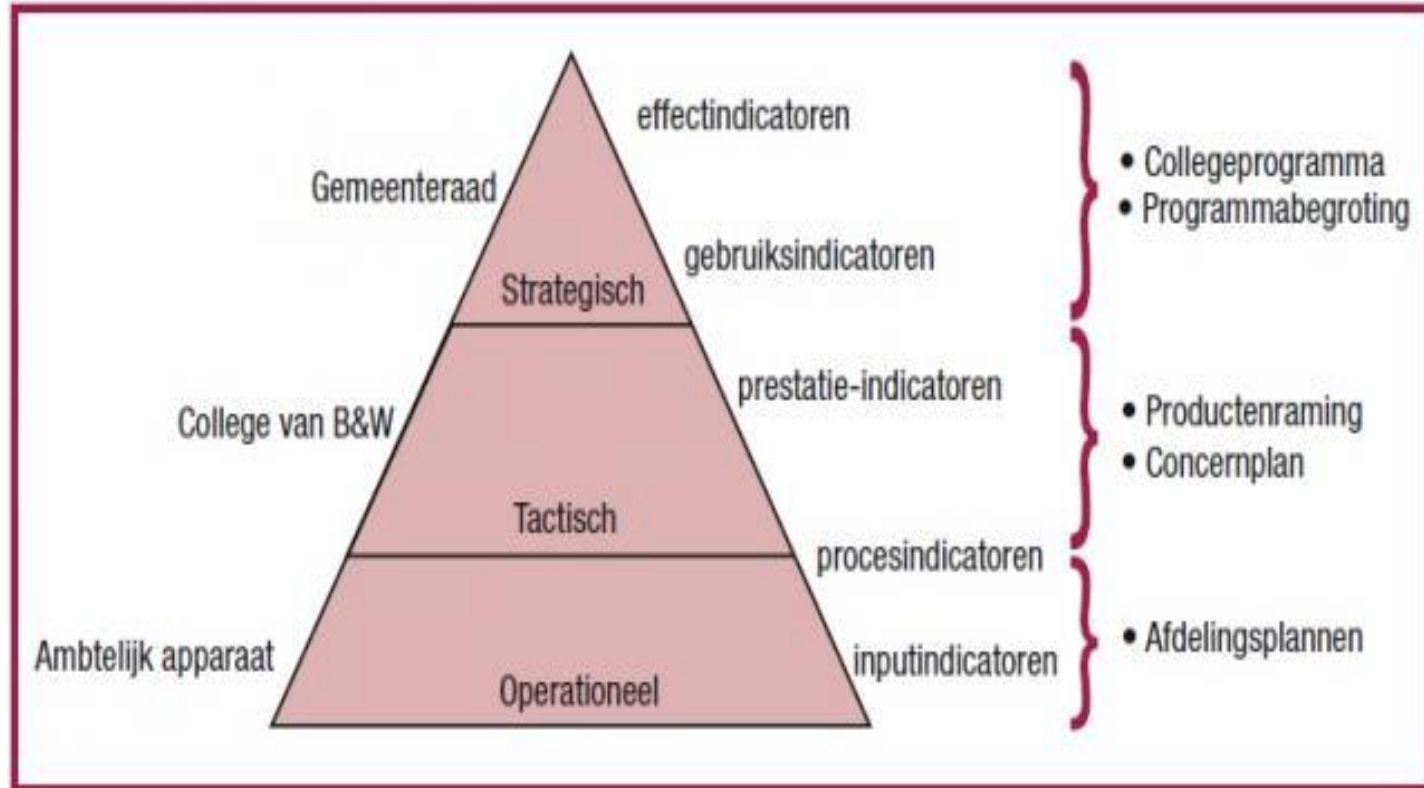 effectindicatoren
• Collegeprogramma
Gemeenteraad
• Programmabegroting
gebruiksindicatoren
Strategisch
prestatie-indicatoren
• Productenraming
College van B&W
• Concernplan
Tactisch
procesindicatoren
• Afdelingsplannen
Ambtelijk apparaat
inputindicatoren
Operationeel